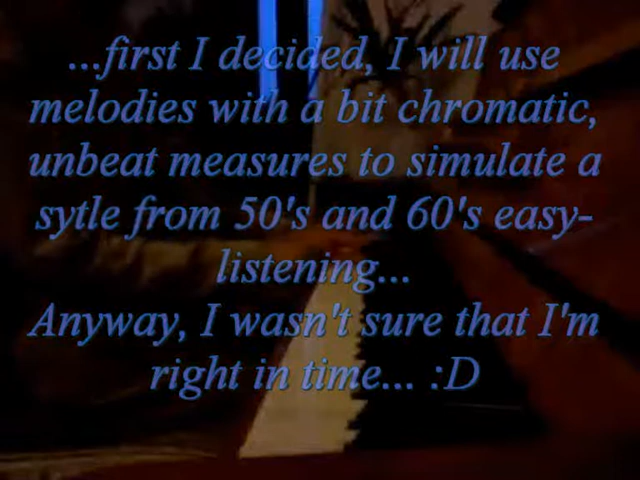 ...first I decided, I will use
melodies with a bit chromatic,
unbeat measures to simulate a
sytle from 50's and 60's easy-
listening...
Anyway, I wasn't sure that I'm
right in time... :D